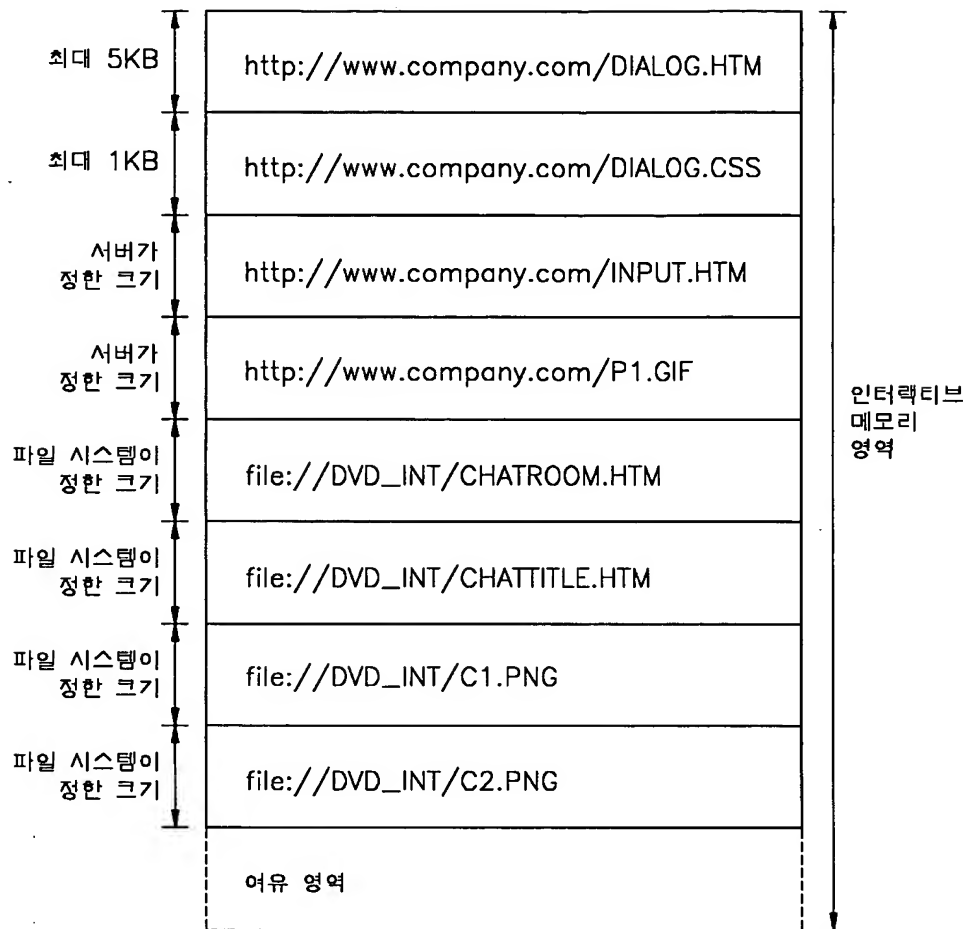 최대 5KB
http://www.company.com/DIALOG.HTM
최대 1KB
http://www.company.com/DIALOG.CSS
서버가
정한 크기
http://www.company.com/INPUT.HTM
서버가
정한 크기
http://www.company.com/P1.GIF
파일 시스템이
정한 크기
file://DVD_INT/CHATROOM.HTM
파일 시스템이
정한 크기
file://DVD_INT/CHATTITLE.HTM
파일 시스템이
정한 크기
file://DVD_INT/C1.PNG
파일 시스템이
정한 크기
file://DVD_INT/C2.PNG
여유 영역
인터랙티브
메모리
영역